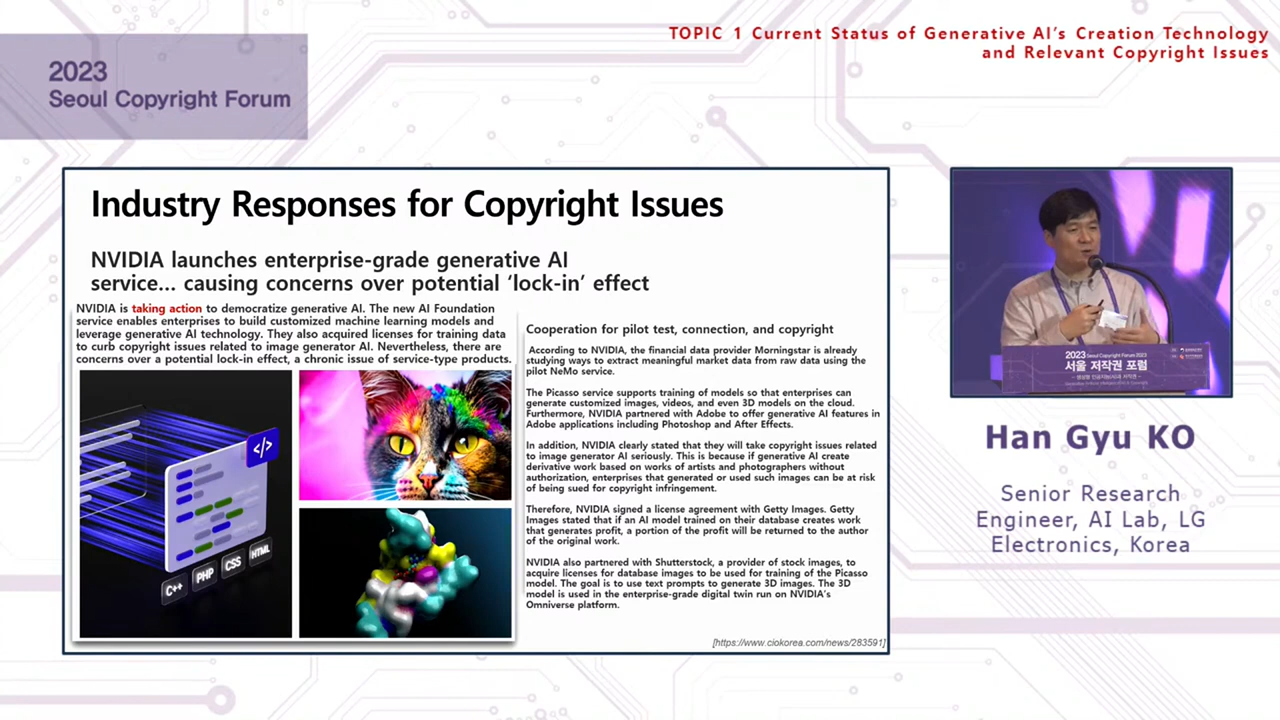 TOPIC 1 Current Status of Generative AI's Creation Technology
and Relevant Copyright Issues
2023
Seoul Copyright Forum
Industry Responses for Copyright Issues
NVIDIA launches enterprise-grade generative AI
service... causing concerns over potential 'lock-in' effect
NVIDIA is taking action to democratize generative AI. The new AI Foundation
service enables enterprises to build customized machine learning models and
leverage generative AI technology. They also acquired licenses for training data
to curb copyright issues related to image generator AI. Nevertheless, there are
concerns over a potential lock-in effect, a chronic issue of service-type products.
</>
C++
PHP
CSS
HTML
Cooperation for pilot test, connection, and copyright
According to NVIDIA, the financial data provider Morningstar is already
studying ways to extract meaningful market data from raw data using the
pilot NeMo service.
The Picasso service supports training of models so that enterprises can
generate customized images, videos, and even 3D models on the cloud.
Furthermore, NVIDIA partnered with Adobe to offer generative AI features in
Adobe applications including Photoshop and After Effects.
In addition, NVIDIA clearly stated that they will take copyright issues related
to image generator AI seriously. This is because if generative AI create
derivative work based on works of artists and photographers without
authorization, enterprises that generated or used such images can be at risk
of being sued for copyright infringement.
Therefore, NVIDIA signed a license agreement with Getty Images. Getty
Images stated that if an AI model trained on their database creates work
that generates profit, a portion of the profit will be returned to the author
of the original work.
NVIDIA also partnered with Shutterstock, a provider of stock images, to
acquire licenses for database images to be used for training of the Picasso
model. The goal is to use text prompts to generate 3D images. The 3D
model is used in the enterprise-grade digital twin run on NVIDIA's
Omniverse platform.
[https://www.ciokorea.com/news/283591]
2023 Seoul Copyright Forum 2023
서울 저작권 포럼
Han Gyu KO
Senior Research
Engineer, AI Lab, LG
Electronics, Korea